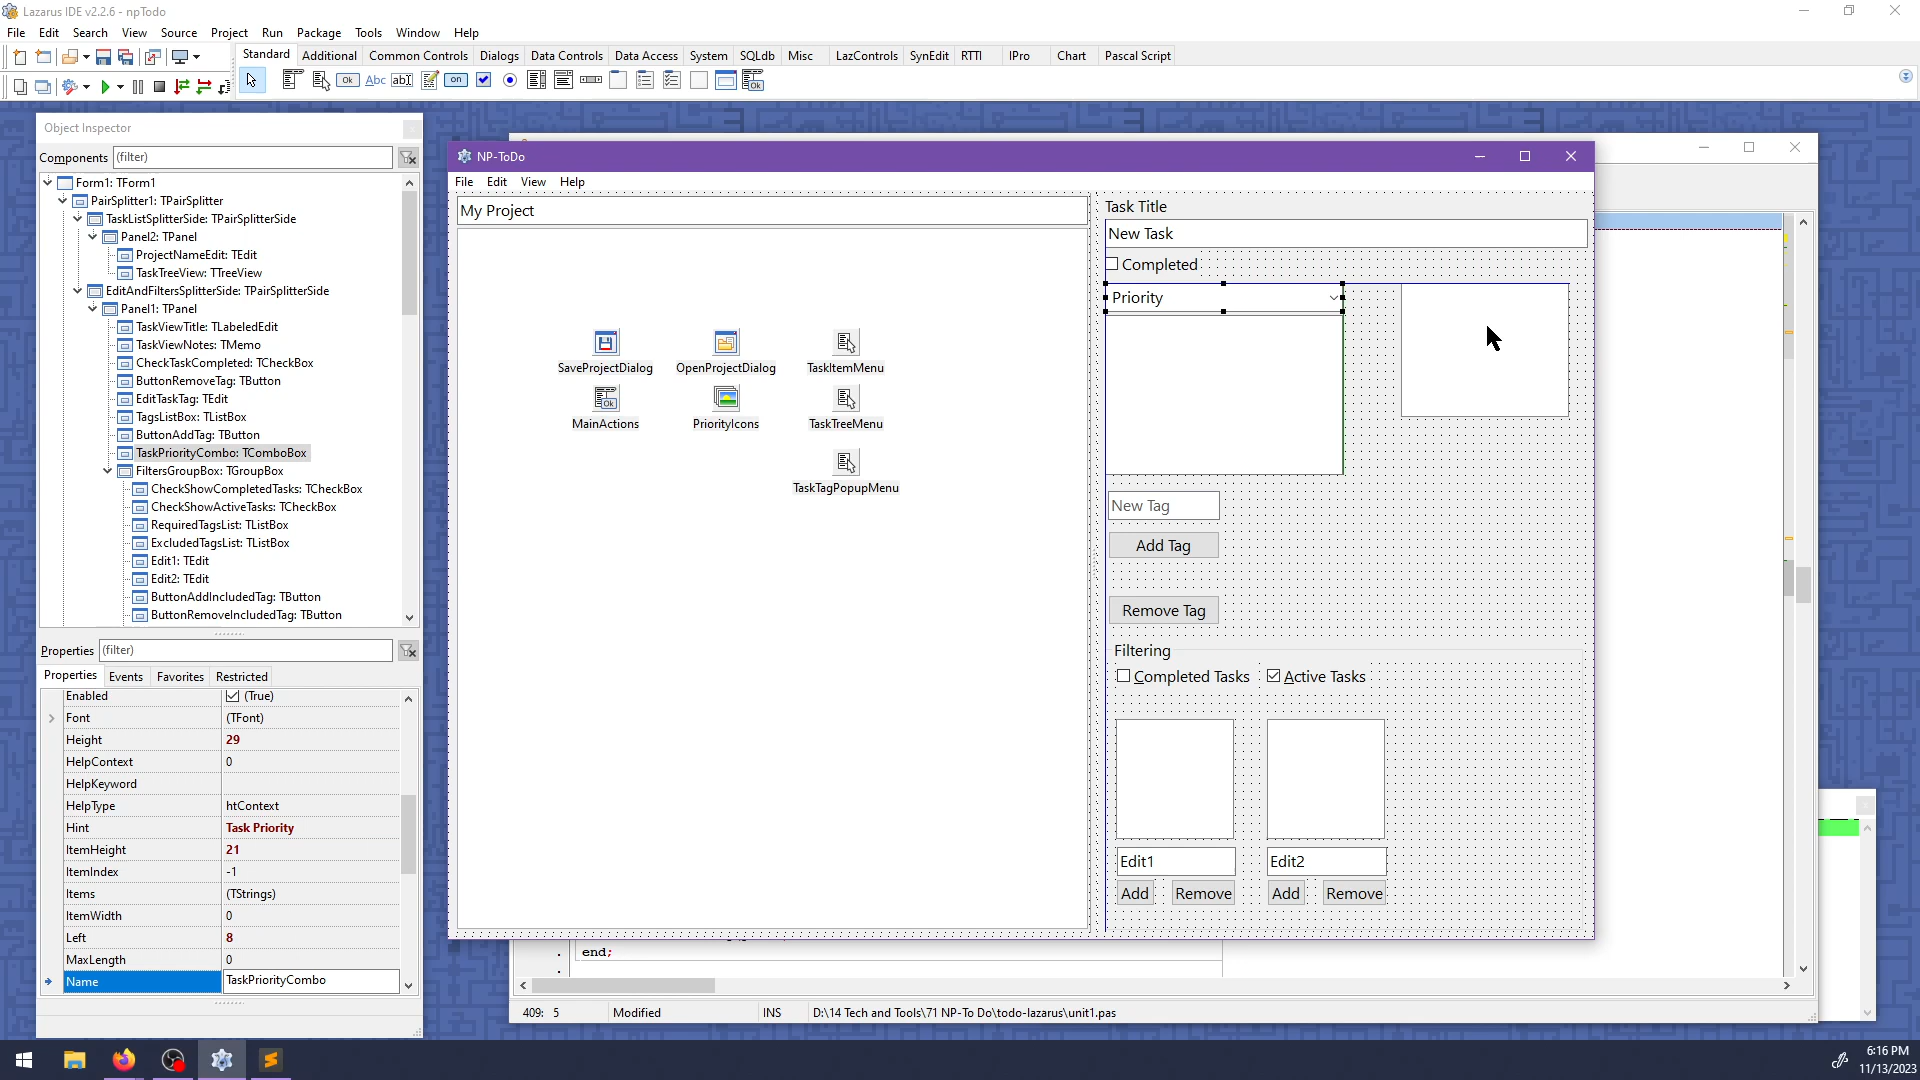 Lazarus IDE v2.2.6 - npTodo
File Edit Search View Source Project Run Package Tools Window Help
Standard Additional Common Controls Dialogs Data Controls Data Access System SQLdb Misc LazControls SynEdit RTTI IPro Chart Pascal Script
Ok Abc ab on Ok
Object Inspector
Components (filter)
Form1: TForm1
PairSplitter1: TPairSplitter
TaskListSplitterSide: TPairSplitterSide
Panel2: TPanel
ProjectNameEdit: TEdit
TaskTreeView: TTreeView
EditAndFiltersSplitterSide: TPairSplitterSide
Panel1: TPanel
TaskViewTitle: TLabeledEdit
TaskViewNotes: TMemo
CheckTaskCompleted: TCheckBox
ButtonRemoveTag: TButton
EditTaskTag: TEdit
TagsListBox: TListBox
ButtonAddTag: TButton
TaskPriorityCombo: TComboBox
FiltersGroupBox: TGroupBox
CheckShowCompletedTasks: TCheckBox
CheckShowActiveTasks: TCheckBox
RequiredTagsList: TListBox
ExcludedTagsList: TListBox
Edit1: TEdit
Edit2: TEdit
ButtonAddIncludedTag: TButton
ButtonRemoveIncludedTag: TButton
Properties (filter)
Properties Events Favorites Restricted
Enabled (True)
Font (TFont)
Height 29
HelpContext 0
HelpKeyword
HelpType htContext
Hint Task Priority
ItemHeight 21
ItemIndex -1
Items (TStrings)
ItemWidth 0
Left 8
MaxLength 0
Name TaskPriorityCombo
NP-ToDo
File Edit View Help
My Project
SaveProjectDialog OpenProjectDialog TaskItemMenu
MainActions PriorityIcons TaskTreeMenu
TaskTagPopupMenu
Task Title
New Task
Completed
Priority
New Tag
Add Tag
Remove Tag
Filtering
Completed Tasks Active Tasks
Edit1 Edit2
Add Remove Add Remove
end;
409: 5 Modified INS D:\14 Tech and Tools\71 NP-To Do\todo-lazarus\unit1.pas
6:16 PM
11/13/2023